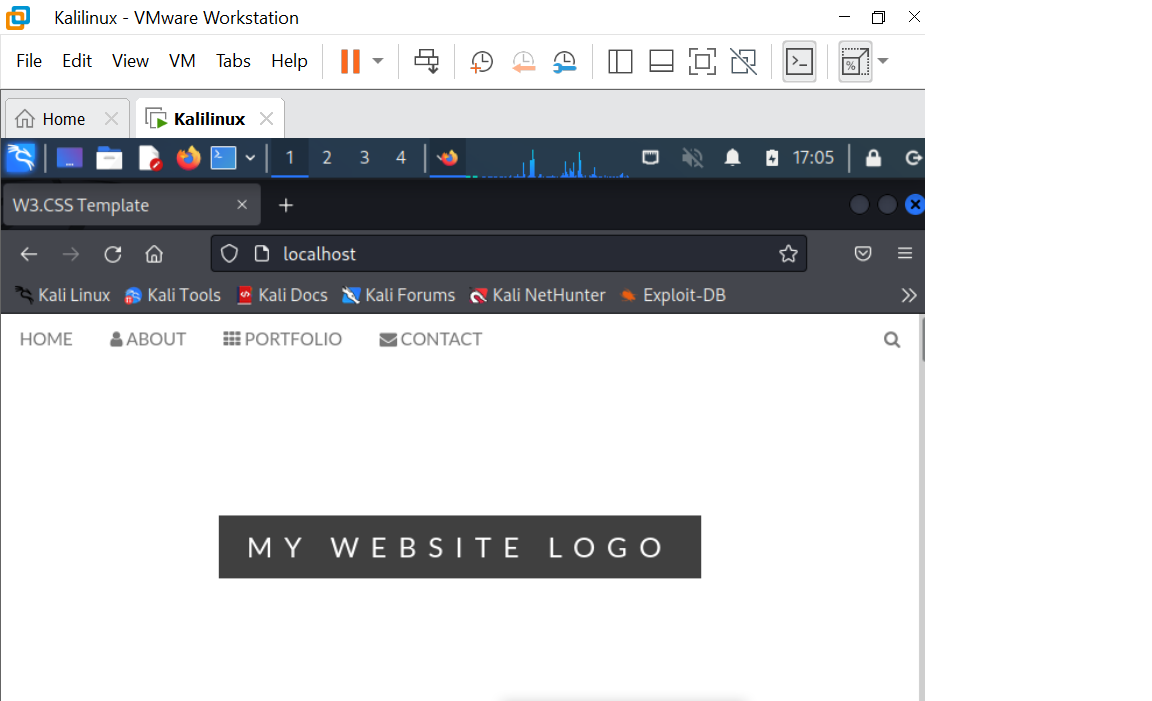 Kalilinux - VMware Workstation
File Edit View VM Tabs Help
Home Kalilinux
1 2 3 4 17:05
W3.CSS Template
localhost
Kali Linux Kali Tools Kali Docs Kali Forums Kali NetHunter Exploit-DB
HOME ABOUT PORTFOLIO CONTACT
MY WEBSITE LOGO